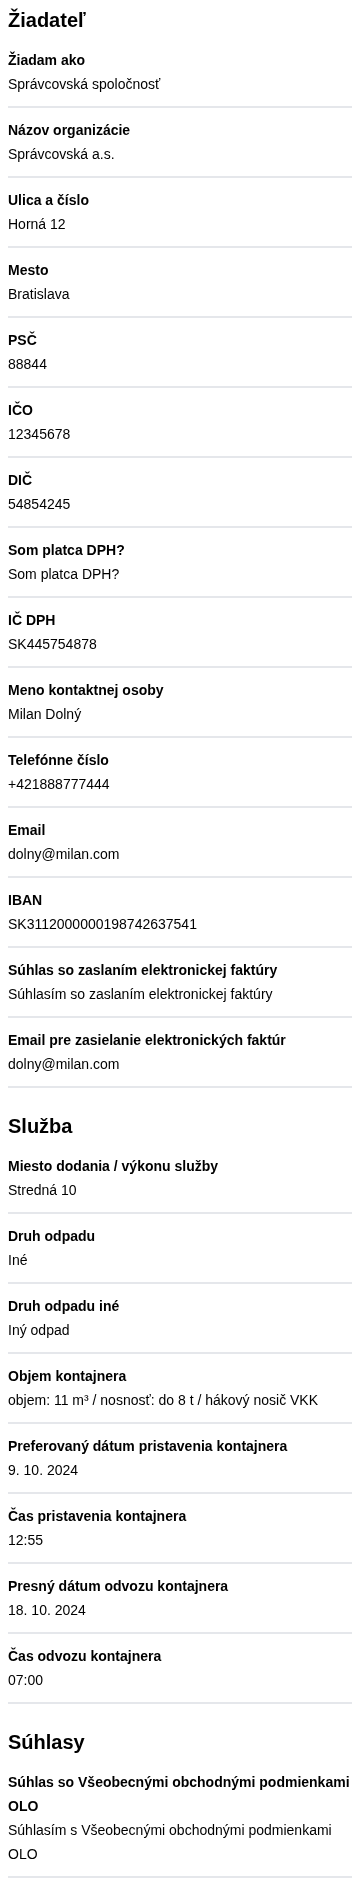 Žiadateľ
Žiadam ako
Správcovská spoločnosť
Názov organizácie
Správcovská a.s.
Ulica a číslo
Horná 12
Mesto
Bratislava
PSČ
88844
IČO
12345678
DIČ
54854245
Som platca DPH?
Som platca DPH?
IČ DPH
SK445754878
Meno kontaktnej osoby
Milan Dolný
Telefónne číslo
+421888777444
Email
dolny@milan.com
IBAN
SK3112000000198742637541
Súhlas so zaslaním elektronickej faktúry
Súhlasím so zaslaním elektronickej faktúry
Email pre zasielanie elektronických faktúr
dolny@milan.com
Služba
Miesto dodania / výkonu služby
Stredná 10
Druh odpadu
Iné
Druh odpadu iné
Iný odpad
Objem kontajnera
objem: 11 m³ / nosnosť: do 8 t / hákový nosič VKK
Preferovaný dátum pristavenia kontajnera
9. 10. 2024
Čas pristavenia kontajnera
12:55
Presný dátum odvozu kontajnera
18. 10. 2024
Čas odvozu kontajnera
07:00
Súhlasy
Súhlas so Všeobecnými obchodnými podmienkami
OLO
Súhlasím s Všeobecnými obchodnými podmienkami
OLO